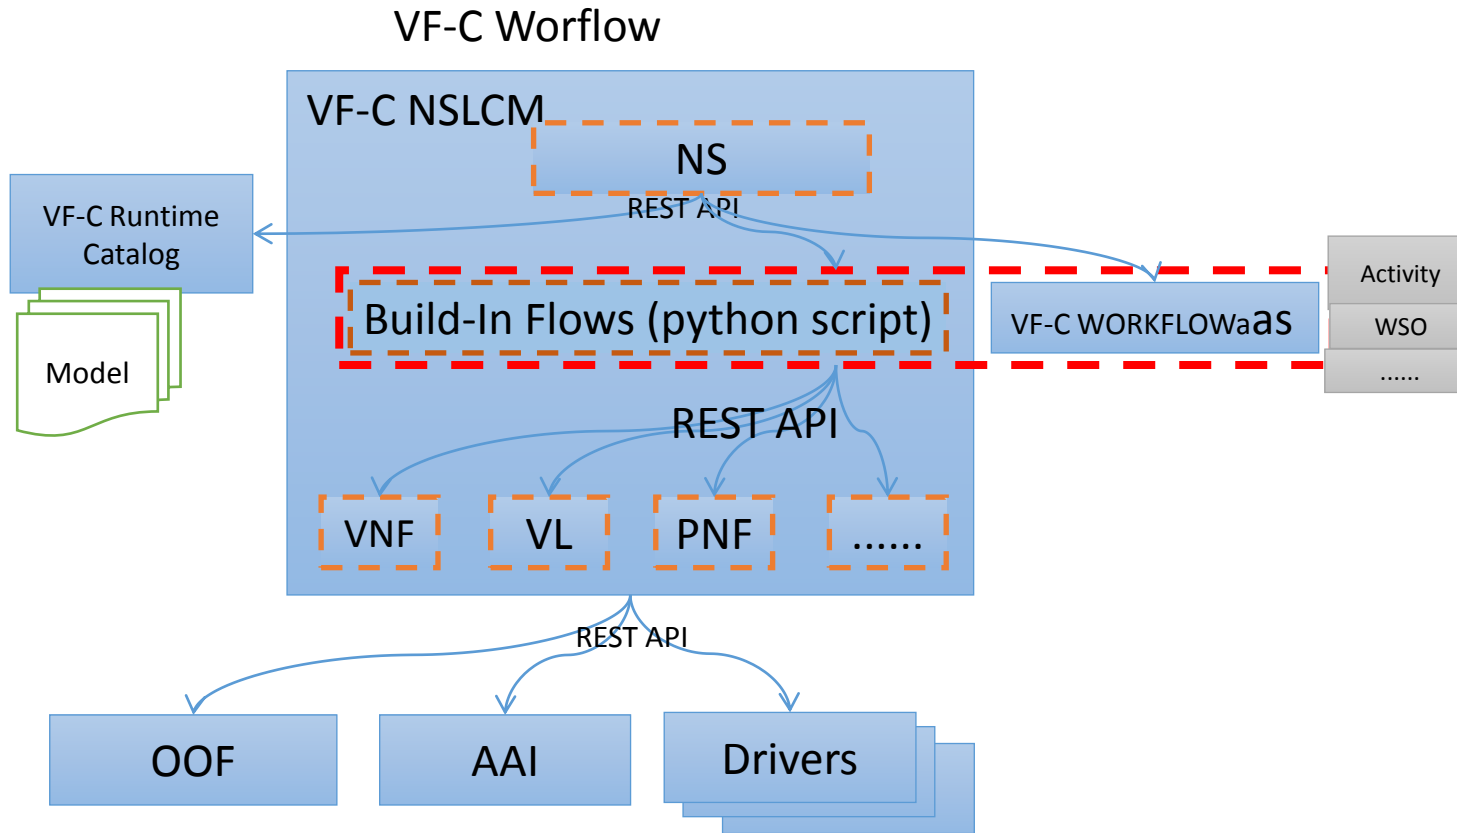 VF-C Worflow
VF-C NSLCM
NS
REST API
VF-C Runtime
Catalog
Model
Build-In Flows (python script)
VF-C WORKFLOWaas
Activity
WSO
......
REST API
VNF
VL
PNF
......
REST API
OOF
AAI
Drivers